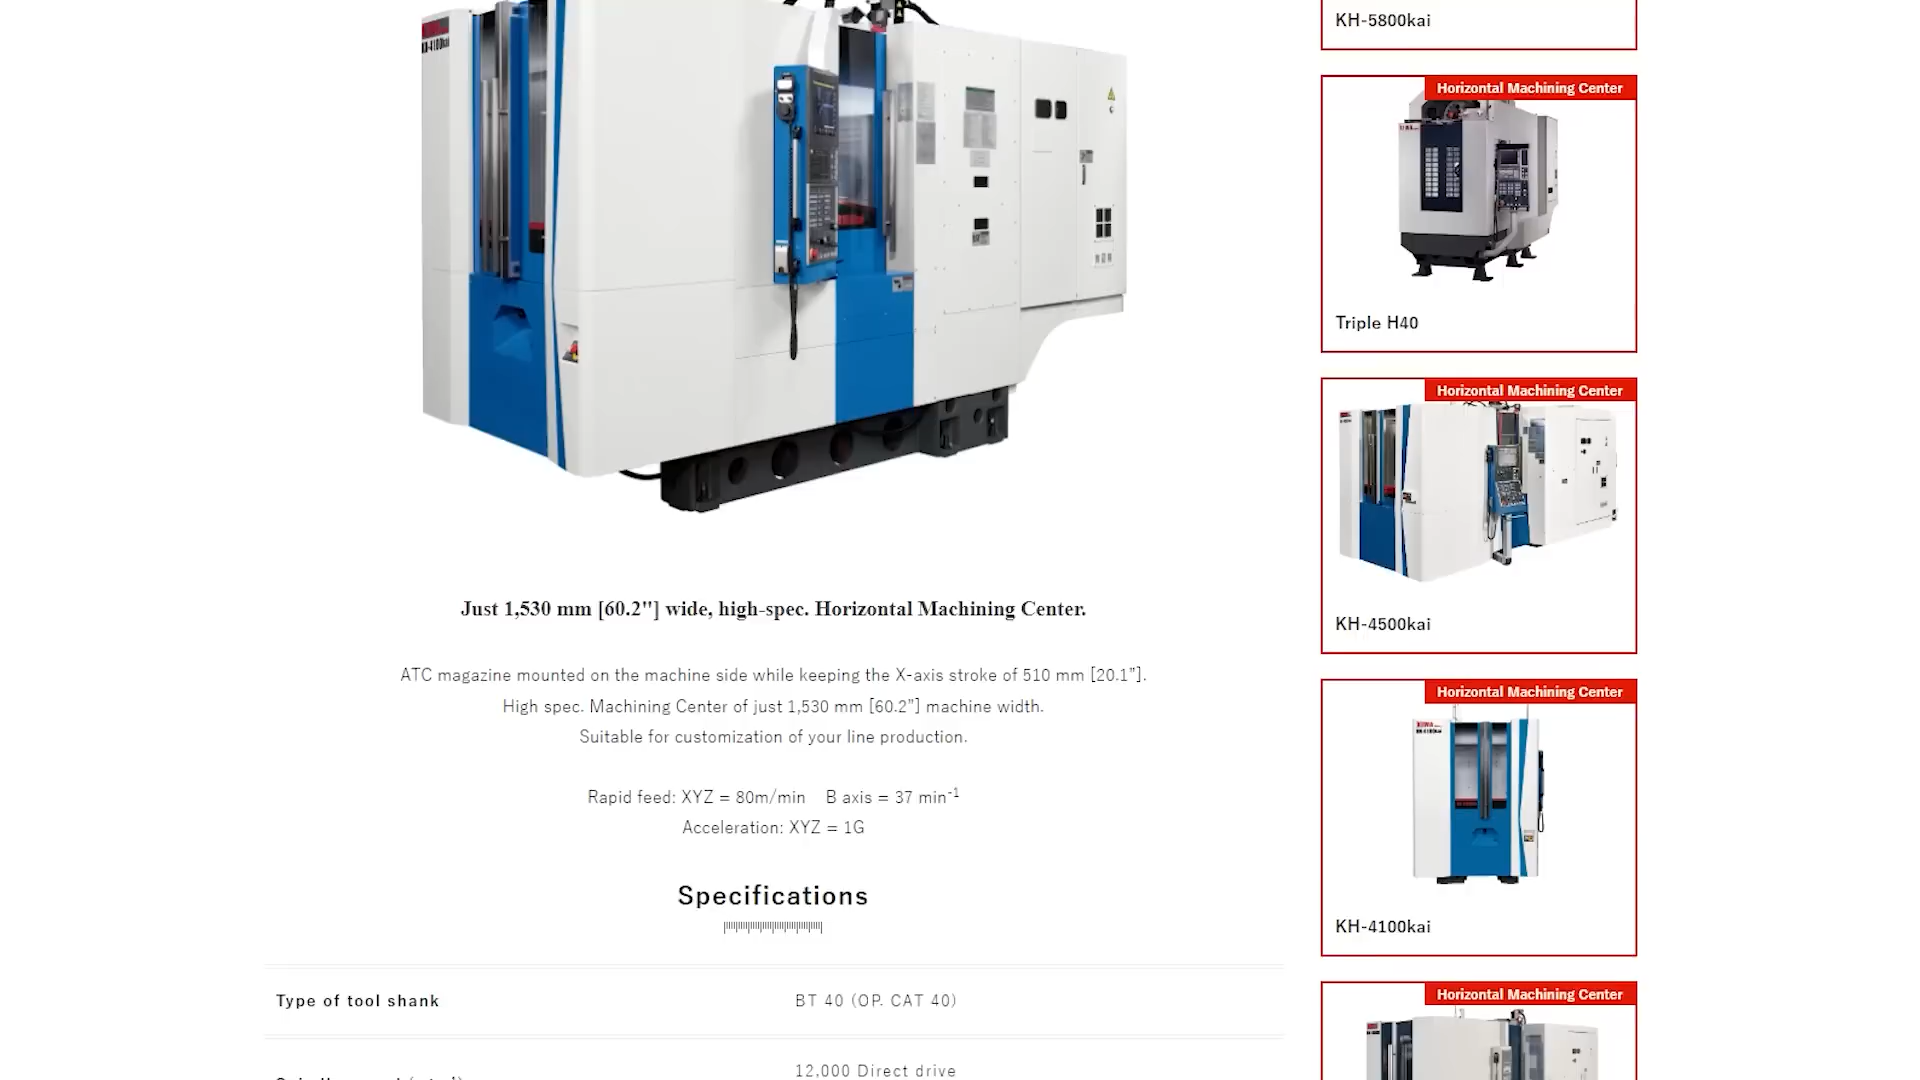 KH-4100kai
Just 1,530 mm [60.2"] wide, high-spec. Horizontal Machining Center.
ATC magazine mounted on the machine side while keeping the X-axis stroke of 510 mm [20.1”].
High spec. Machining Center of just 1,530 mm [60.2”] machine width.
Suitable for customization of your line production.
Rapid feed: XYZ = 80m/min B axis = 37 min-1
Acceleration: XYZ = 1G
Specifications
Type of tool shank
BT 40 (OP. CAT 40)
12,000 Direct drive
KH-5800kai
Horizontal Machining Center
Triple H40
Horizontal Machining Center
KH-4500kai
Horizontal Machining Center
KH-4100kai
Horizontal Machining Center